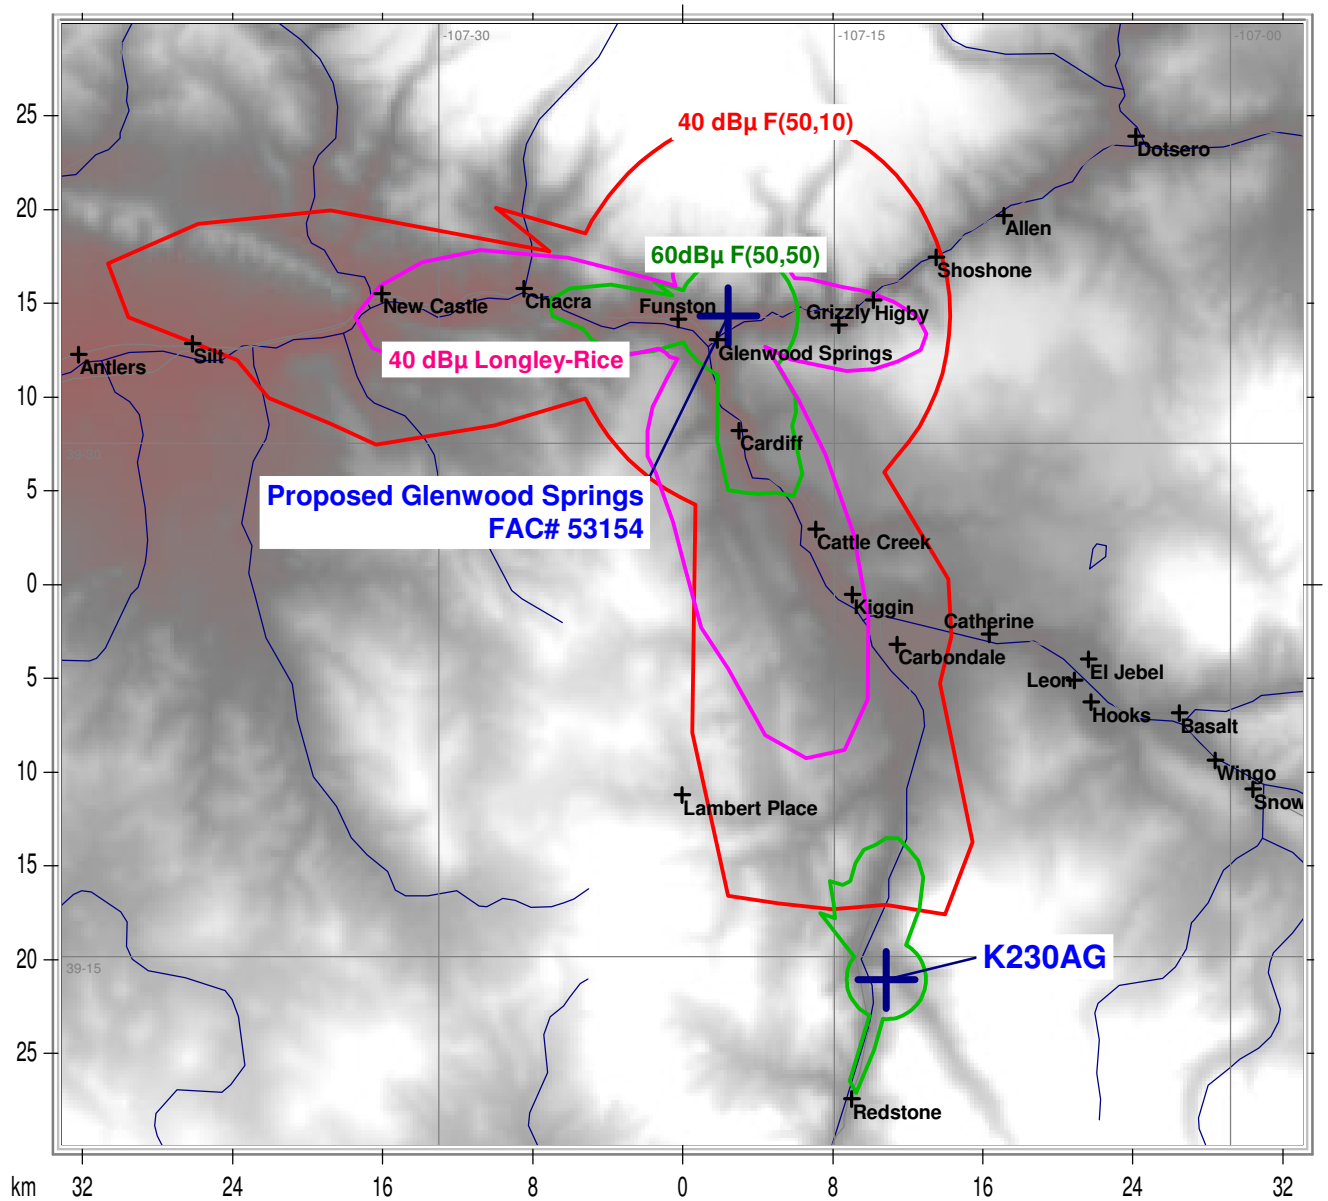 -107-30
-107-15
-107-00
25
40 dBµ F(50,10)
Dotsero
20
Allen
60dBµ F(50,50)
Shoshone
15
New Castle
Chacra
Funston
Grizzly
Higby
Glenwood Springs
40 dBµ Longley-Rice
Silt
Antlers
10
Cardiff
39-30
5
Proposed Glenwood Springs
FAC# 53154
Cattle Creek
0
Kiggin
Catherine
Carbondale
5
El Jebel
Leon
Hooks
Basalt
10
Wingo
Snow
Lambert Place
15
20
K230AG
39-15
25
Redstone
km
32
24
16
8
0
8
16
24
32